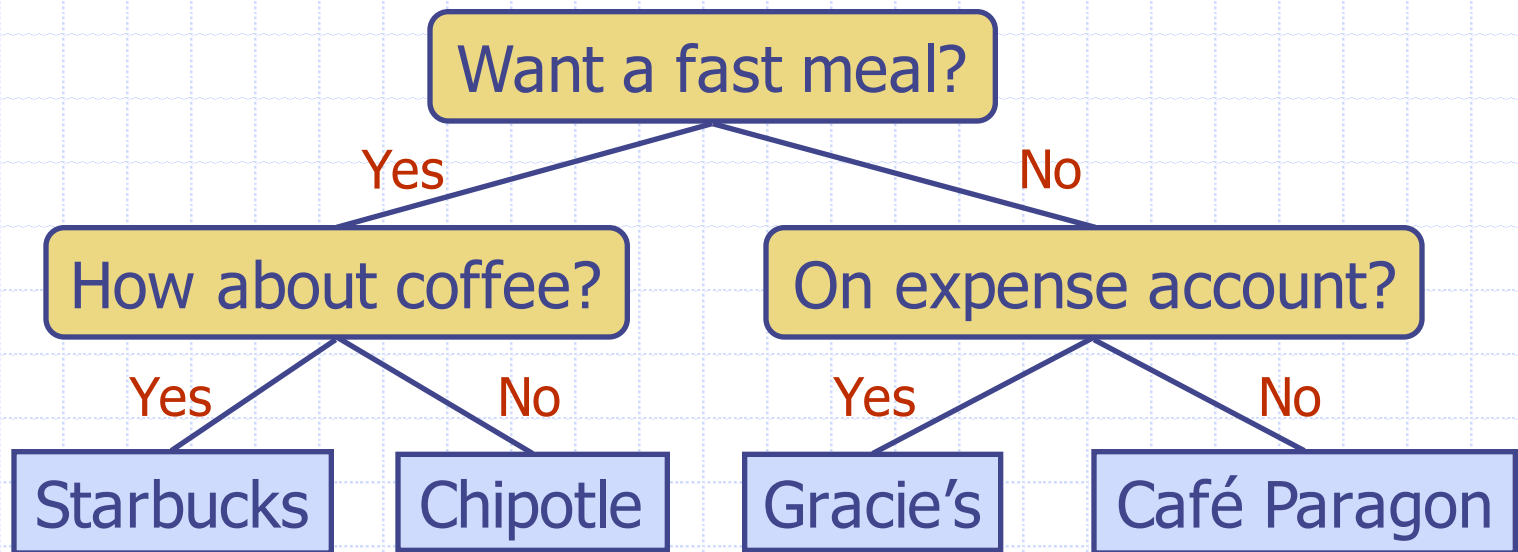 Want a fast meal?
Yes
No
How about coffee?
On expense account?
Yes
No
Yes
No
Starbucks
Chipotle
Gracie’s
Café Paragon